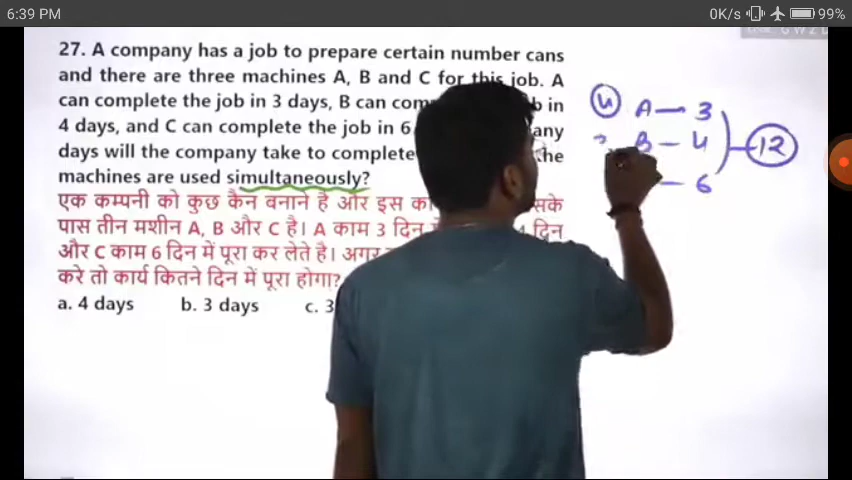 6:39 PM
0K/s 99%
27. A company has a job to prepare certain number cans
and there are three machines A, B and C for this job. A
can complete the job in 3 days, B can in
4 days, and C can complete the job in 6 any
days will the company take to complete the
machines are used simultaneously?
एक कम्पनी को कुछ कैन बनाने है और इस
पास तीन मशीन A, B और C है। A काम 3 दिन दिन
और C काम 6 दिन में पूरा कर लेते है। अगर
करे तो कार्य कितने दिन में पूरा होगा?
a. 4 days b. 3 days c. 3
4 A — 3
B — 4 12
— 6